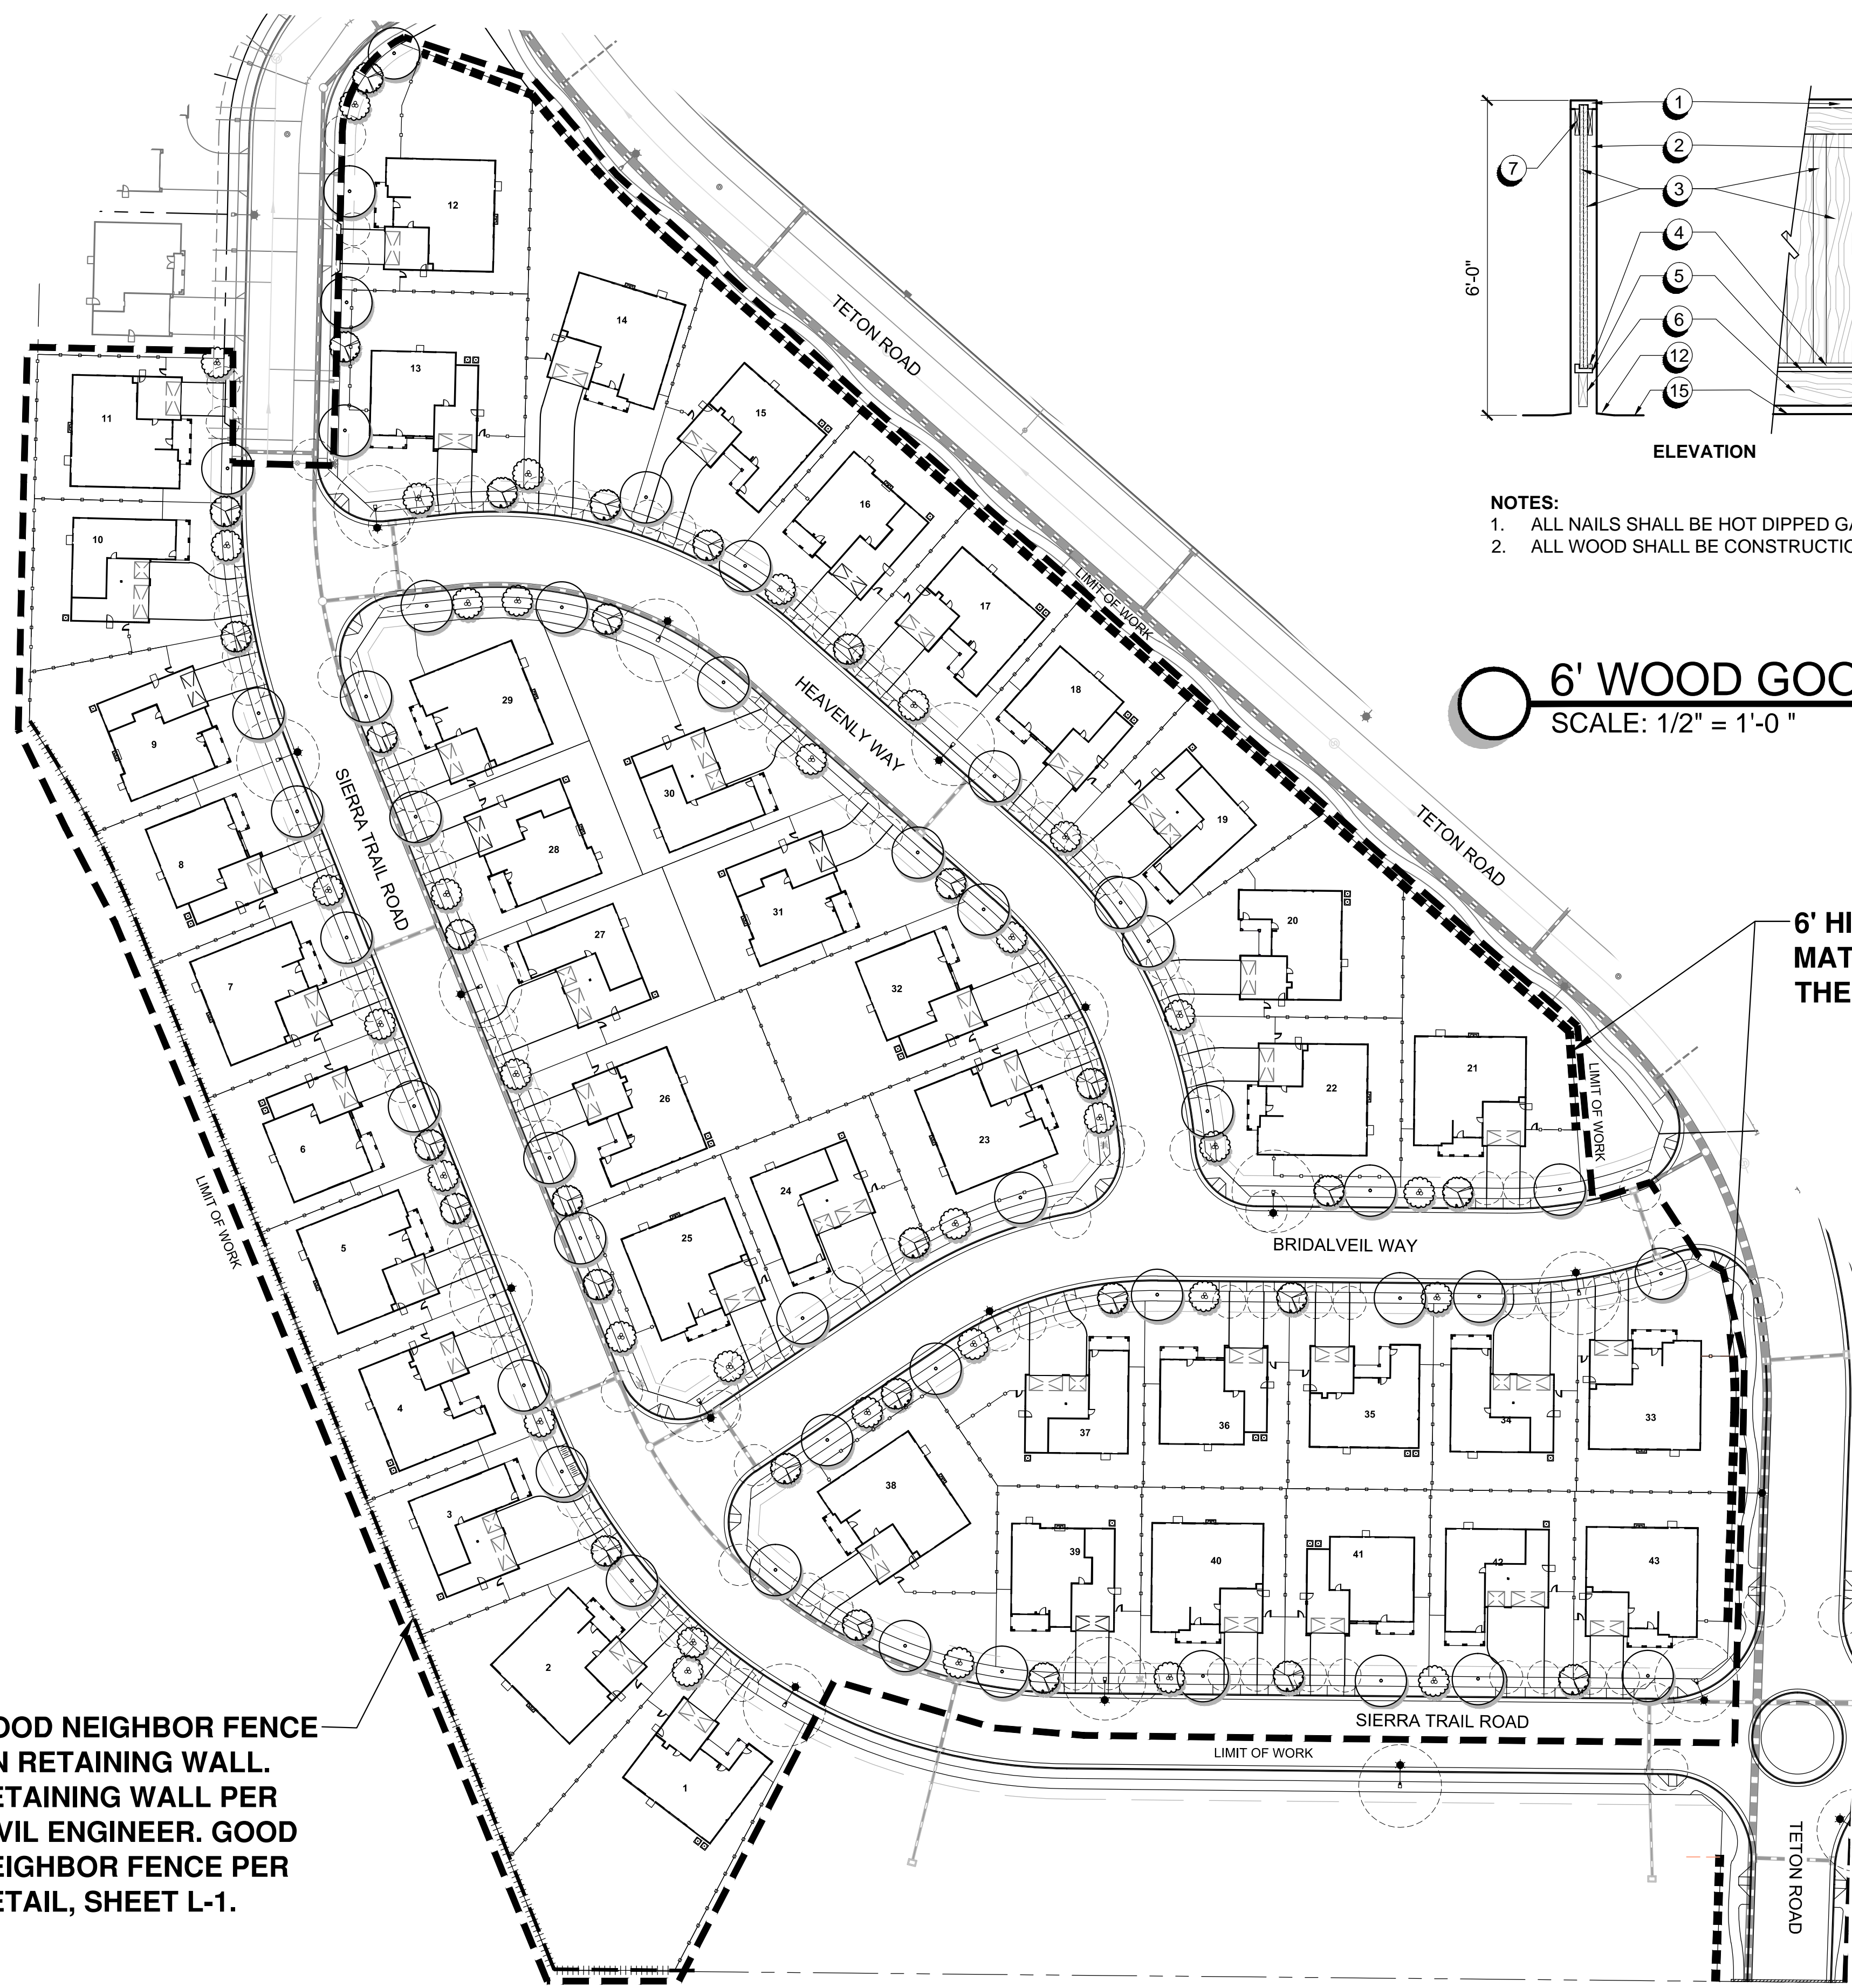 12
14
13
11
15
16
10
17
18
9
29
30
8
28
19
31
27
20
7
32
26
22
21
6
23
24
25
5
4
38
37
36
35
34
33
3
39
40
41
42
43
2
1
TETON ROAD
LIMIT OF WORK
HEAVENLY WAY
SIERRA TRAIL ROAD
TETON ROAD
LIMIT OF WORK
LIMIT OF WORK
BRIDALVEIL WAY
SIERRA TRAIL ROAD
LIMIT OF WORK
TETON ROAD
6'-0"
1
2
7
3
4
5
6
12
15
ELEVATION
NOTES:
1. ALL NAILS SHALL BE HOT DIPPED GA
2. ALL WOOD SHALL BE CONSTRUCTIO
6' WOOD GOO
SCALE: 1/2" = 1'-0 "
6' HI
MAT
THE
OOD NEIGHBOR FENCE
N RETAINING WALL.
ETAINING WALL PER
IVIL ENGINEER. GOOD
EIGHBOR FENCE PER
ETAIL, SHEET L-1.